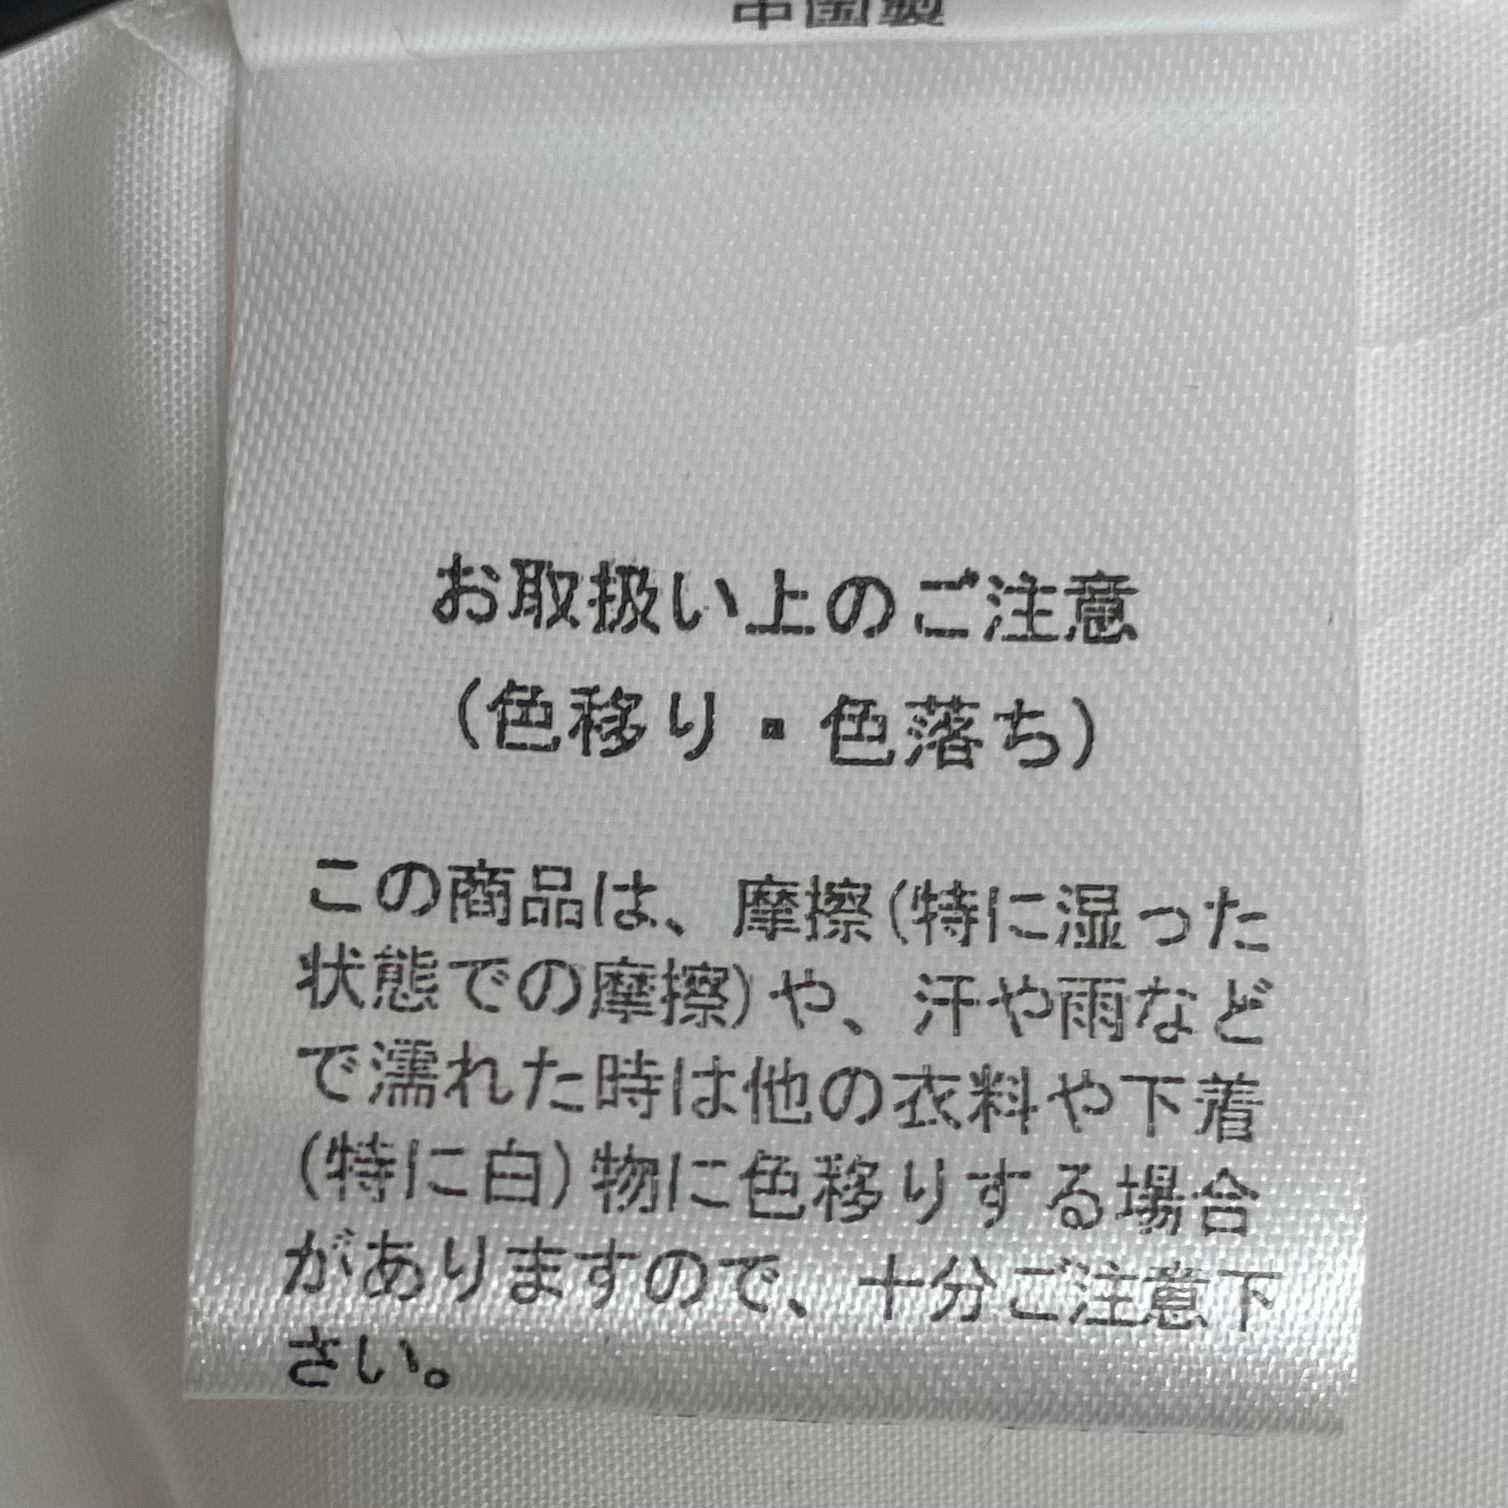 中国製
お取扱い上のご注意
(色移り・色落ち)
この商品は、摩擦(特に湿った
状態での摩擦)や、汗や雨など
で濡れた時は他の衣料や下着
(特に白)物に色移りする場合
がありますので、十分ご注意下
さい。